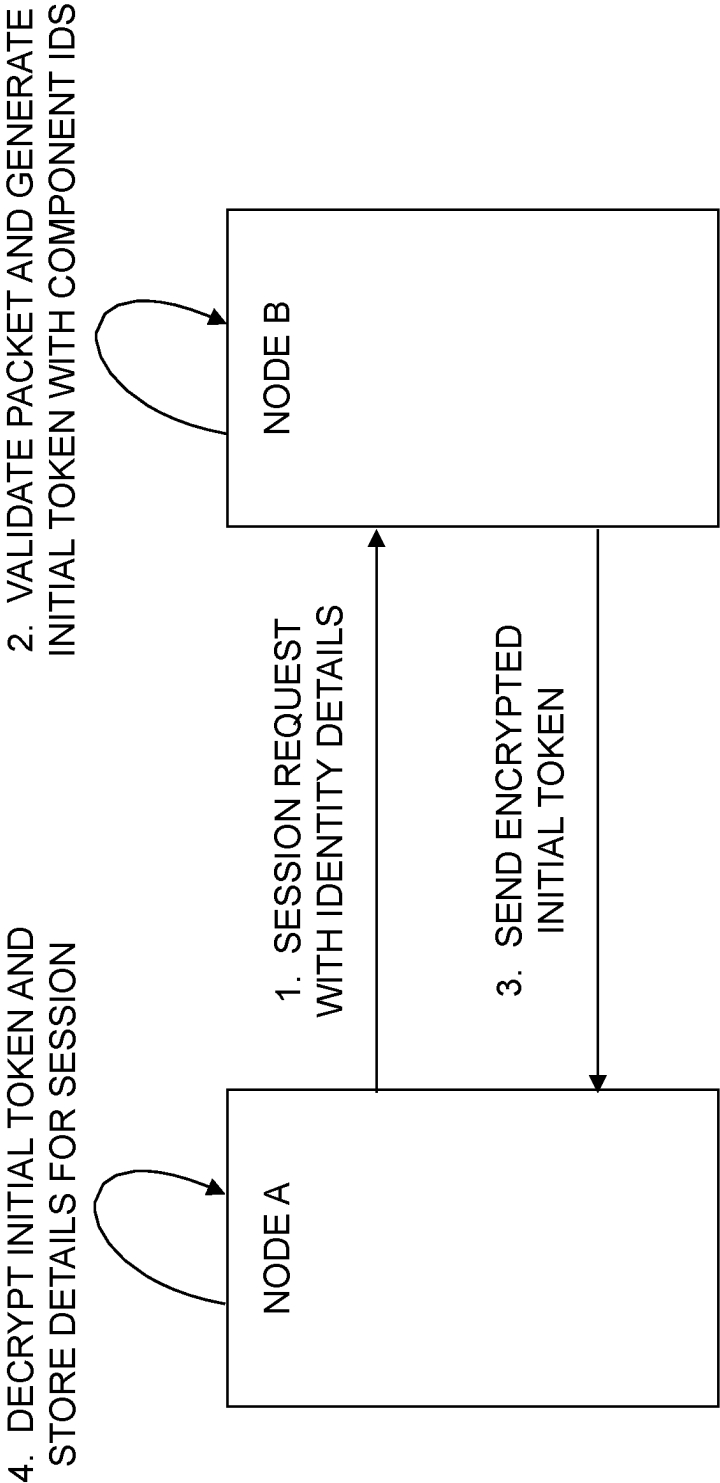 4. DECRYPT INITIAL TOKEN AND
STORE DETAILS FOR SESSION
2. VALIDATE PACKET AND GENERATE
INITIAL TOKEN WITH COMPONENT IDS
NODE A
1. SESSION REQUEST
WITH IDENTITY DETAILS
NODE B
3. SEND ENCRYPTED
INITIAL TOKEN